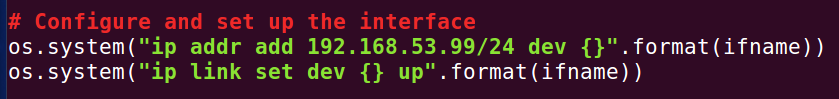 # Configure and set up the interface
os.system("ip addr add 192.168.53.99/24 dev {}".format(ifname))
os.system("ip link set dev {} up".format(ifname))